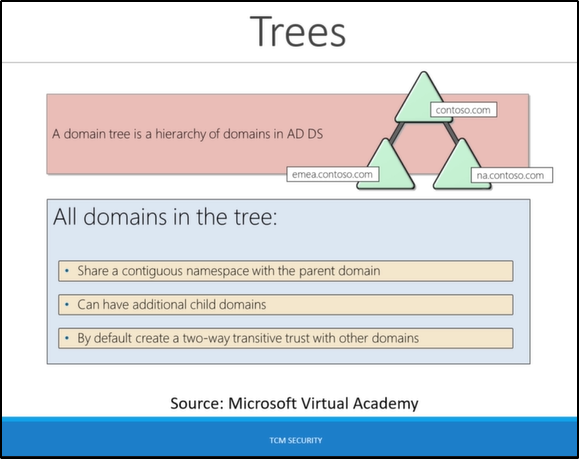 Trees
contoso.com
A domain tree is a hierarchy of domains in AD DS
emea.contoso.com
na.contoso.com
All domains in the tree:
• Share a contiguous namespace with the parent domain
• Can have additional child domains
• By default create a two-way transitive trust with other domains
Source: Microsoft Virtual Academy
TCM SECURITY